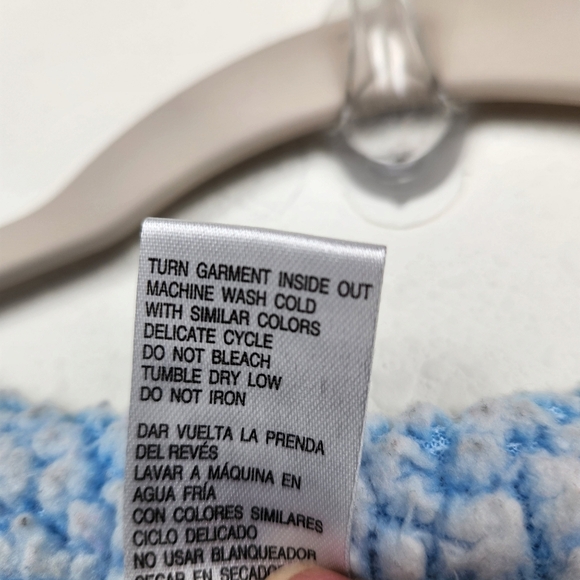 TURN GARMENT INSIDE OUT
MACHINE WASH COLD
WITH SIMILAR COLORS
DELICATE CYCLE
DO NOT BLEACH
TUMBLE DRY LOW
DO NOT IRON
DAR VUELTA LA PRENDA
DEL REVÉS
LAVAR A MÁQUINA EN
AGUA FRÍA
CON COLORES SIMILARES
CICLO DELICADO
NO USAR BLANQUEADOR
SECAR EN